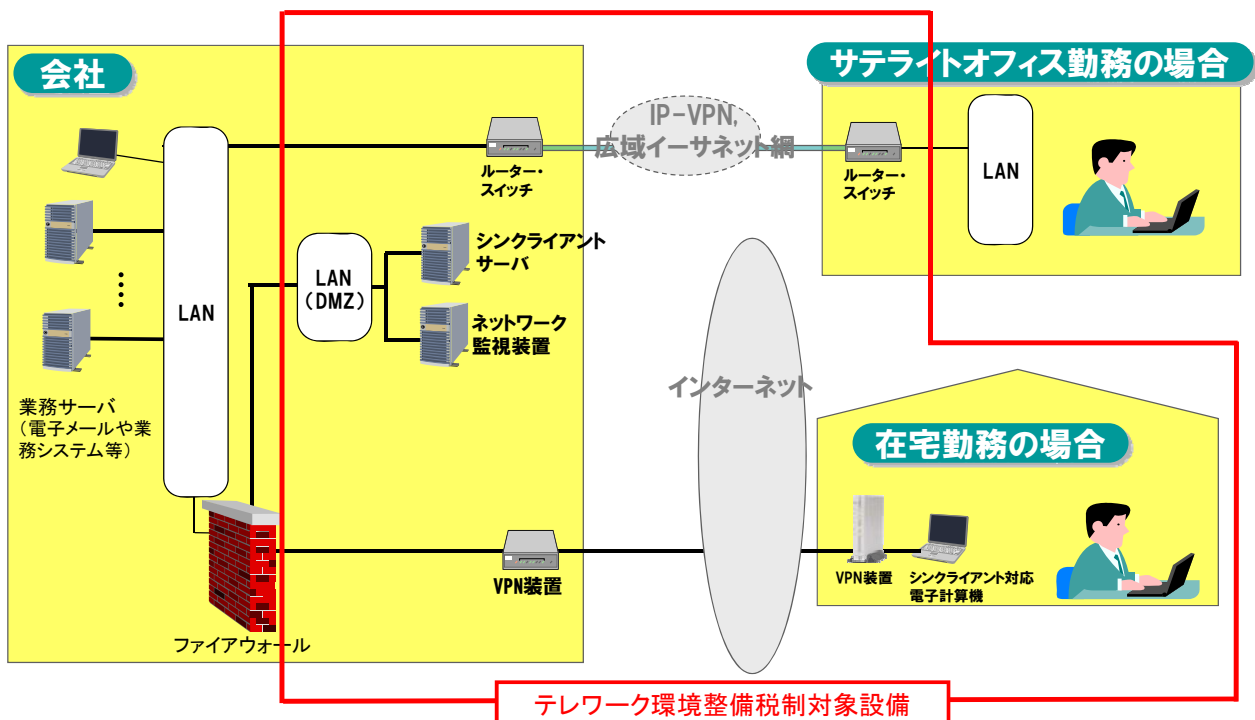 会社
サテライトオフィス勤務の場合
IP-VPN,
広域イーサネット網
ルーター・
スイッチ
ルーター・
スイッチ
LAN
シンクライアント
サーバ
LAN
(DMZ)
LAN
ネットワーク
監視装置
インターネット
業務サーバ
(電子メールや業
務システム等)
在宅勤務の場合
VPN装置
VPN装置
シンクライアント対応
電子計算機
ファイアウォール
テレワーク環境整備税制対象設備